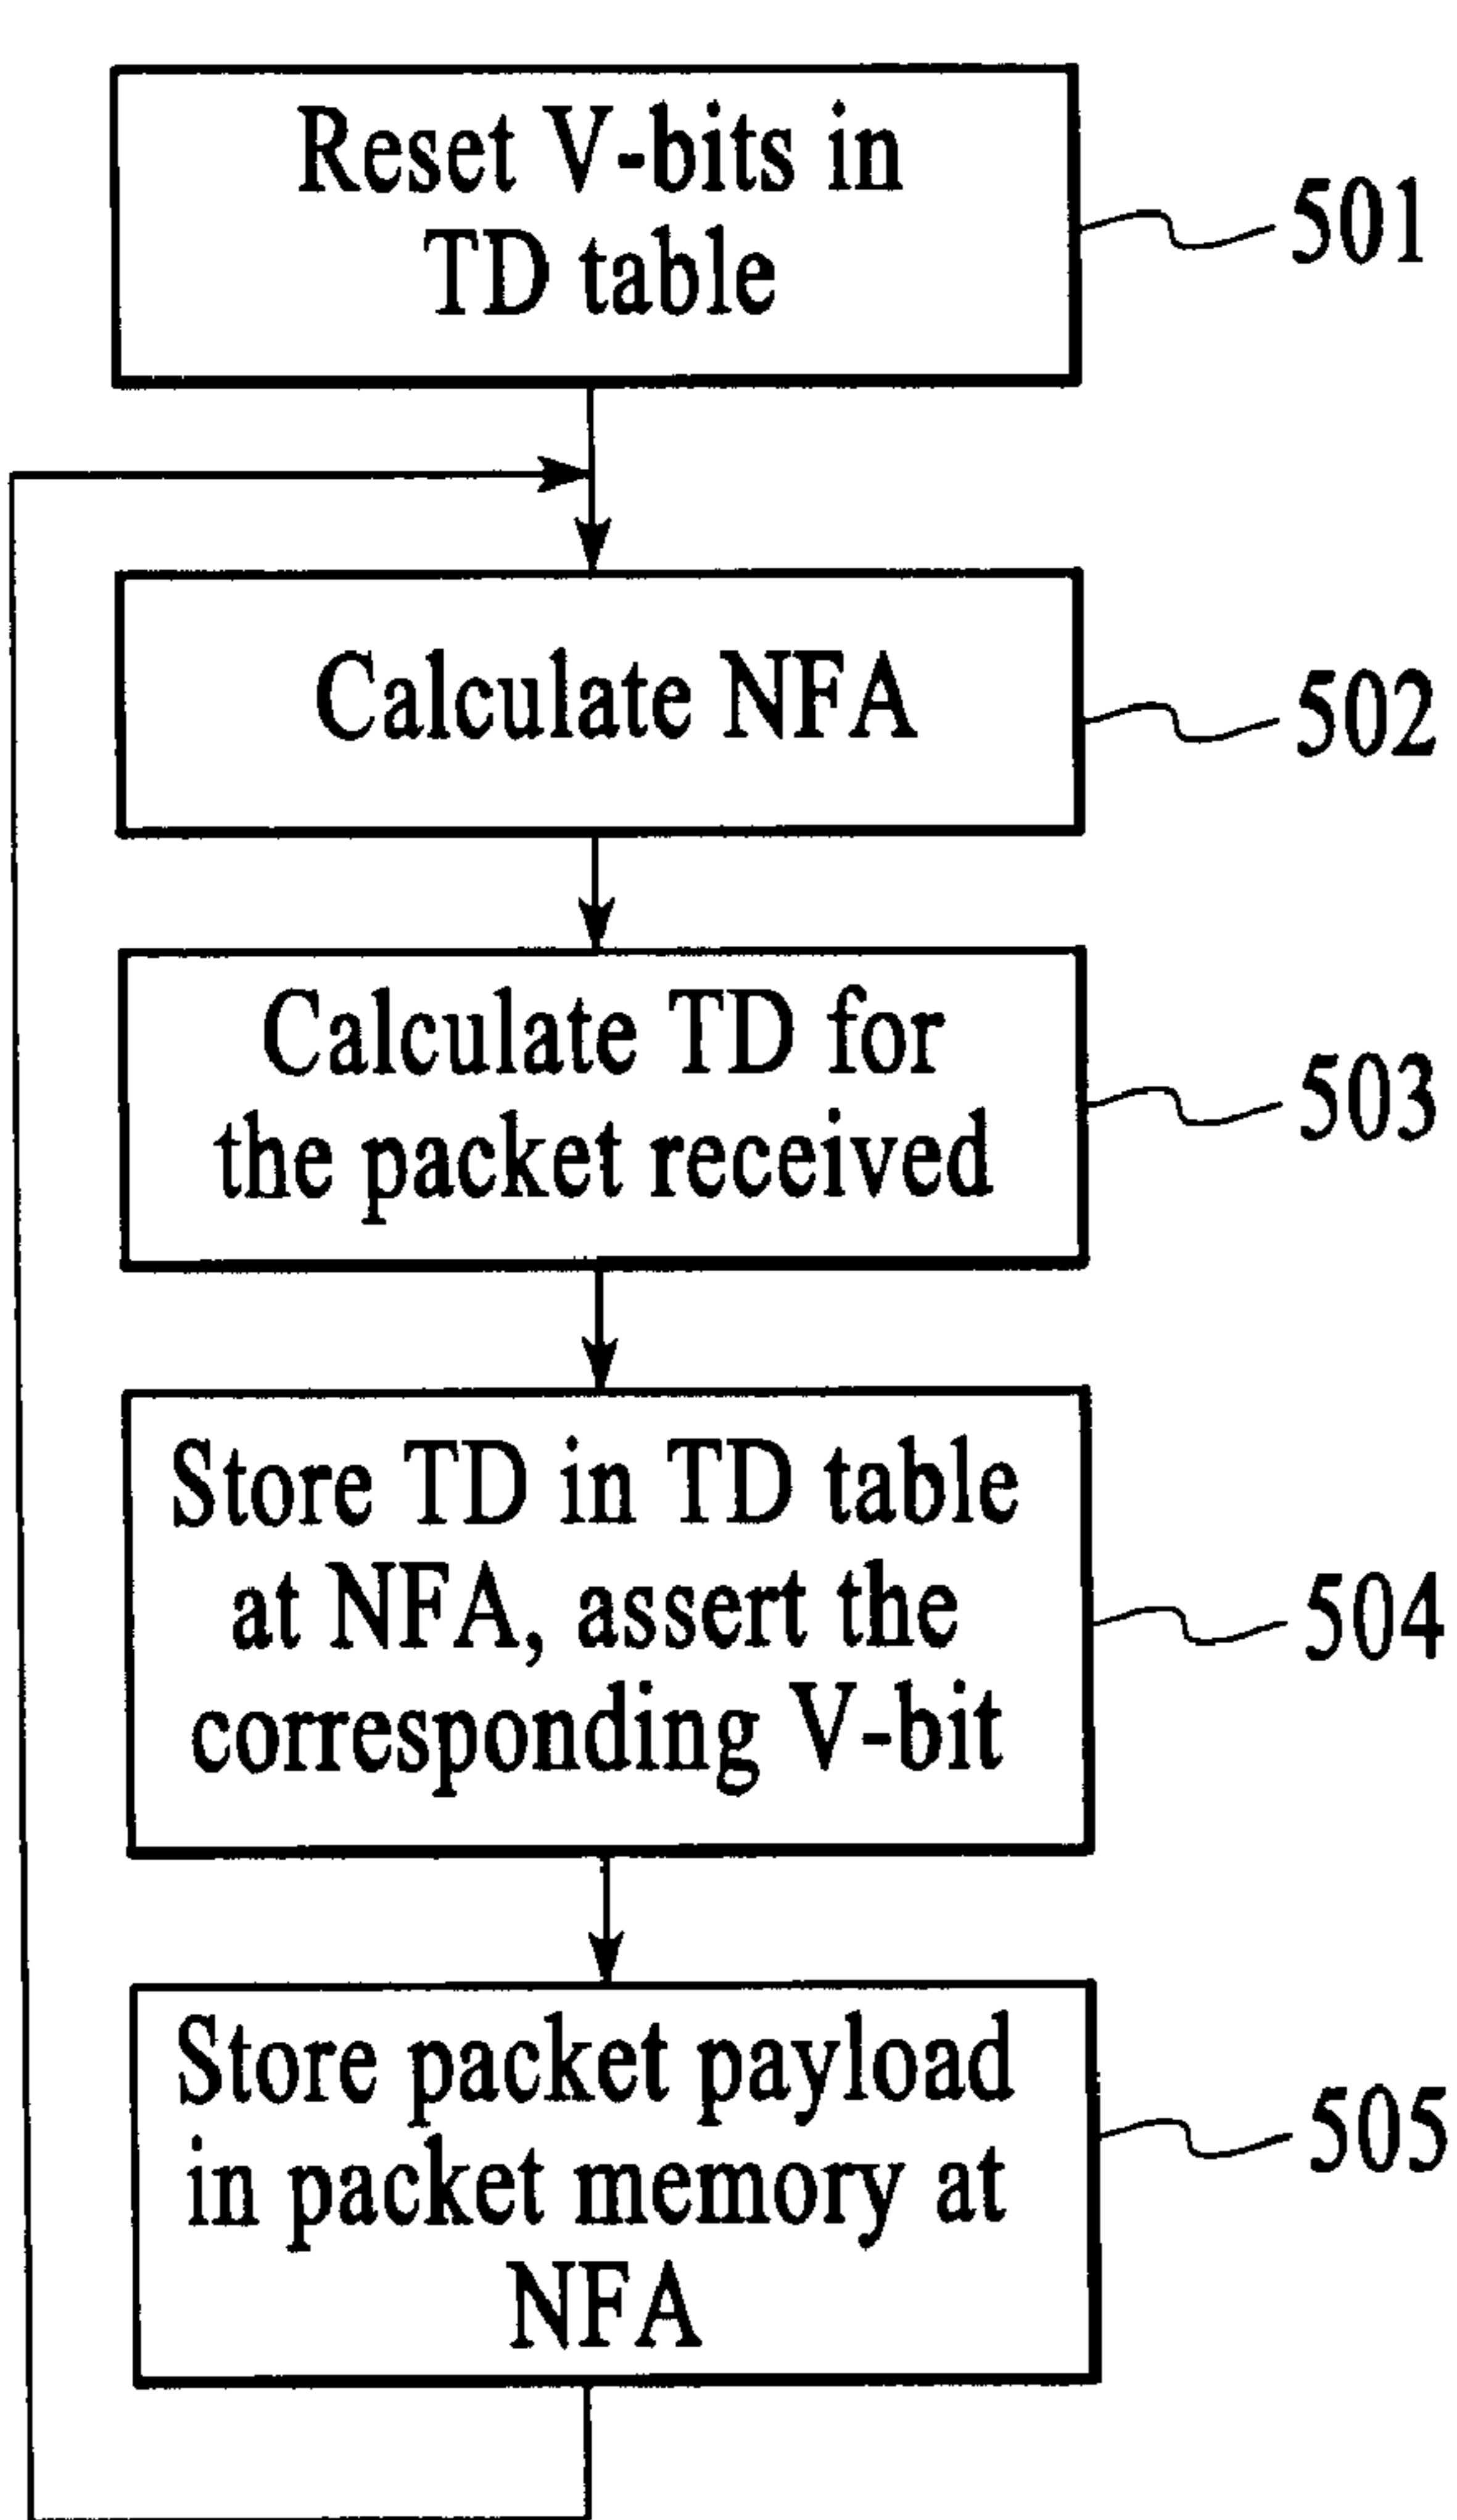 Reset V-bits in
TD table
501
Calculate NFA
502
Calculate TD for
the packet received
503
Store TD in TD table
at NFA, assert the
corresponding V-bit
504
Store packet payload
in packet memory at
NFA
505